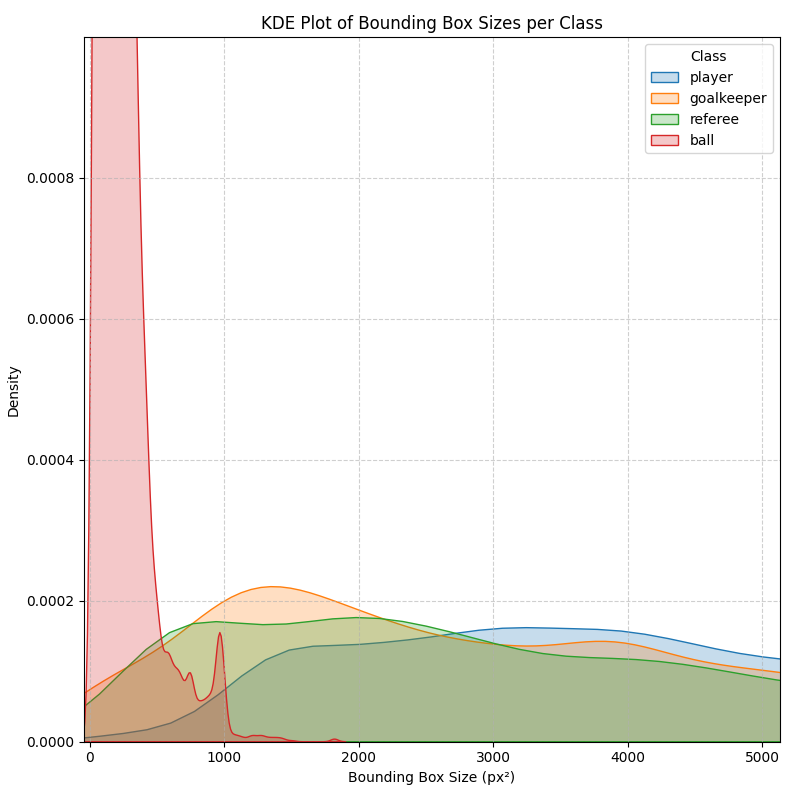 KDE Plot of Bounding Box Sizes per Class
Class
player
goalkeeper
referee
ball
0.0008
0.0006
0.0004
0.0002
0.0000
Density
0
1000
2000
3000
4000
5000
Bounding Box Size (px²)